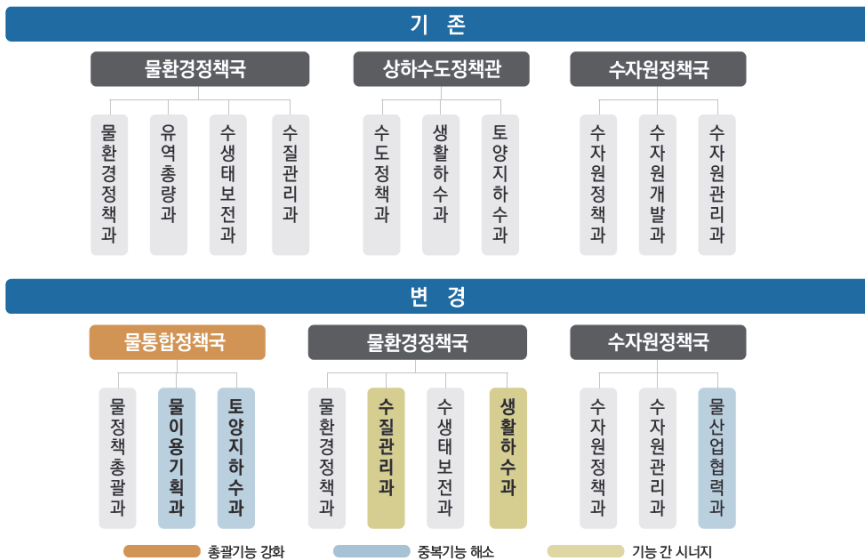 기 존
물환경정책국
상하수도정책관
수자원정책국
물환경정책과
유역총량과
수생태보전과
수질관리과
수도정책과
생활하수과
토양지하수과
수자원정책과
수자원개발과
수자원관리과
변 경
물통합정책국
물환경정책국
수자원정책국
물정책총괄과
물이용기획과
토양지하수과
물환경정책과
수질관리과
수생태보전과
생활하수과
수자원정책과
수자원관리과
물산업협력과
총괄기능 강화
중복기능 해소
기능 간 시너지